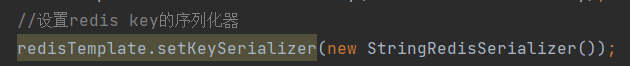 //设置redis key的序列化器
redisTemplate.setKeySerializer(new StringRedisSerializer());